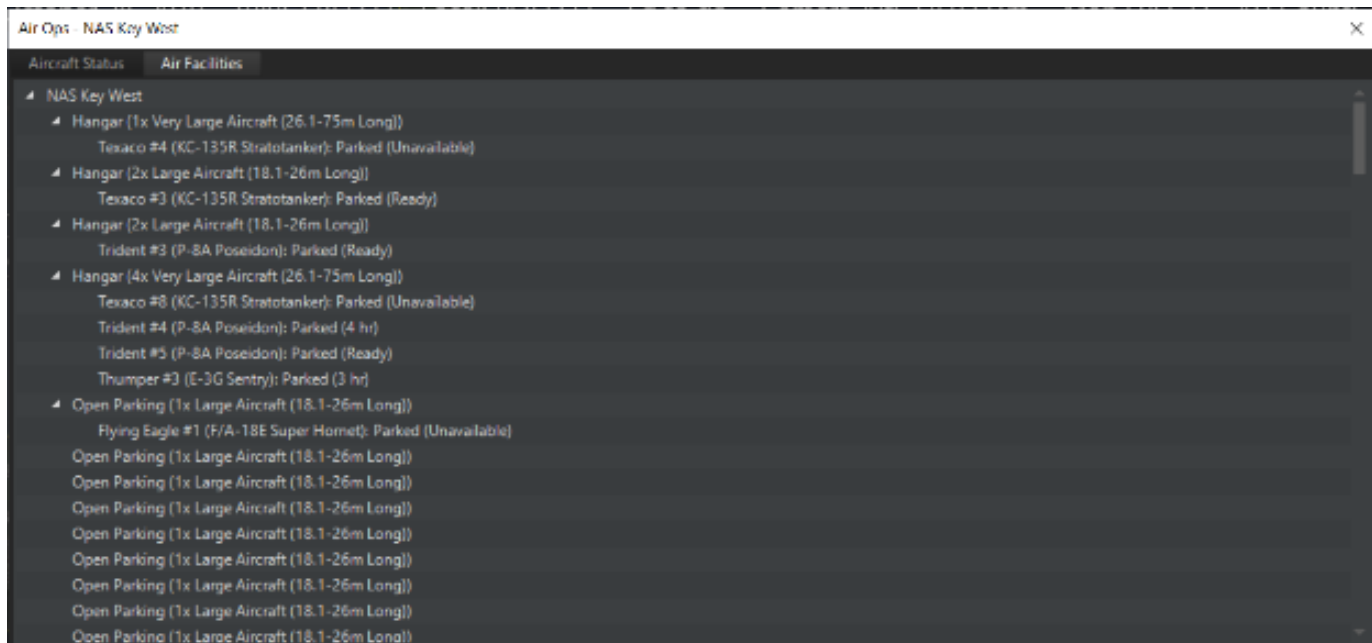 Air Ops - NAS Key West
Aircraft Status Air Facilities
NAS Key West
Hangar (1x Very Large Aircraft (26.1-75m Long))
Texaco #4 (KC-135R Stratotanker): Parked (Unavailable)
Hangar (2x Large Aircraft (18.1-26m Long))
Texaco #3 (KC-135R Stratotanker): Parked (Ready)
Hangar (2x Large Aircraft (18.1-26m Long))
Trident #3 (P-8A Poseidon): Parked (Ready)
Hangar (4x Very Large Aircraft (26.1-75m Long))
Texaco #8 (KC-135R Stratotanker): Parked (Unavailable)
Trident #4 (P-8A Poseidon): Parked (4 hr)
Trident #5 (P-8A Poseidon): Parked (Ready)
Thumper #3 (E-3G Sentry): Parked (3 hr)
Open Parking (1x Large Aircraft (18.1-26m Long))
Flying Eagle #1 (F/A-18E Super Hornet): Parked (Unavailable)
Open Parking (1x Large Aircraft (18.1-26m Long))
Open Parking (1x Large Aircraft (18.1-26m Long))
Open Parking (1x Large Aircraft (18.1-26m Long))
Open Parking (1x Large Aircraft (18.1-26m Long))
Open Parking (1x Large Aircraft (18.1-26m Long))
Open Parking (1x Large Aircraft (18.1-26m Long))
Open Parking (1x Large Aircraft (18.1-26m Long))
Open Parking (1x Large Aircraft (18.1-26m Long))